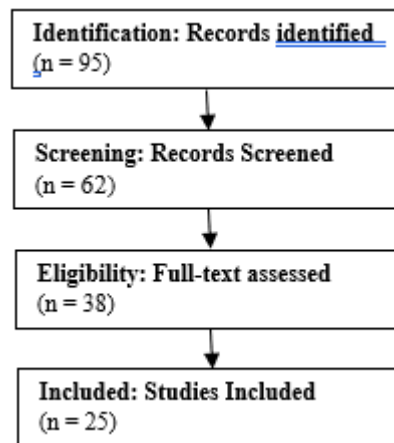 Identification: Records identified
(n = 95)
Screening: Records Screened
(n = 62)
Eligibility: Full-text assessed
(n = 38)
Included: Studies Included
(n = 25)